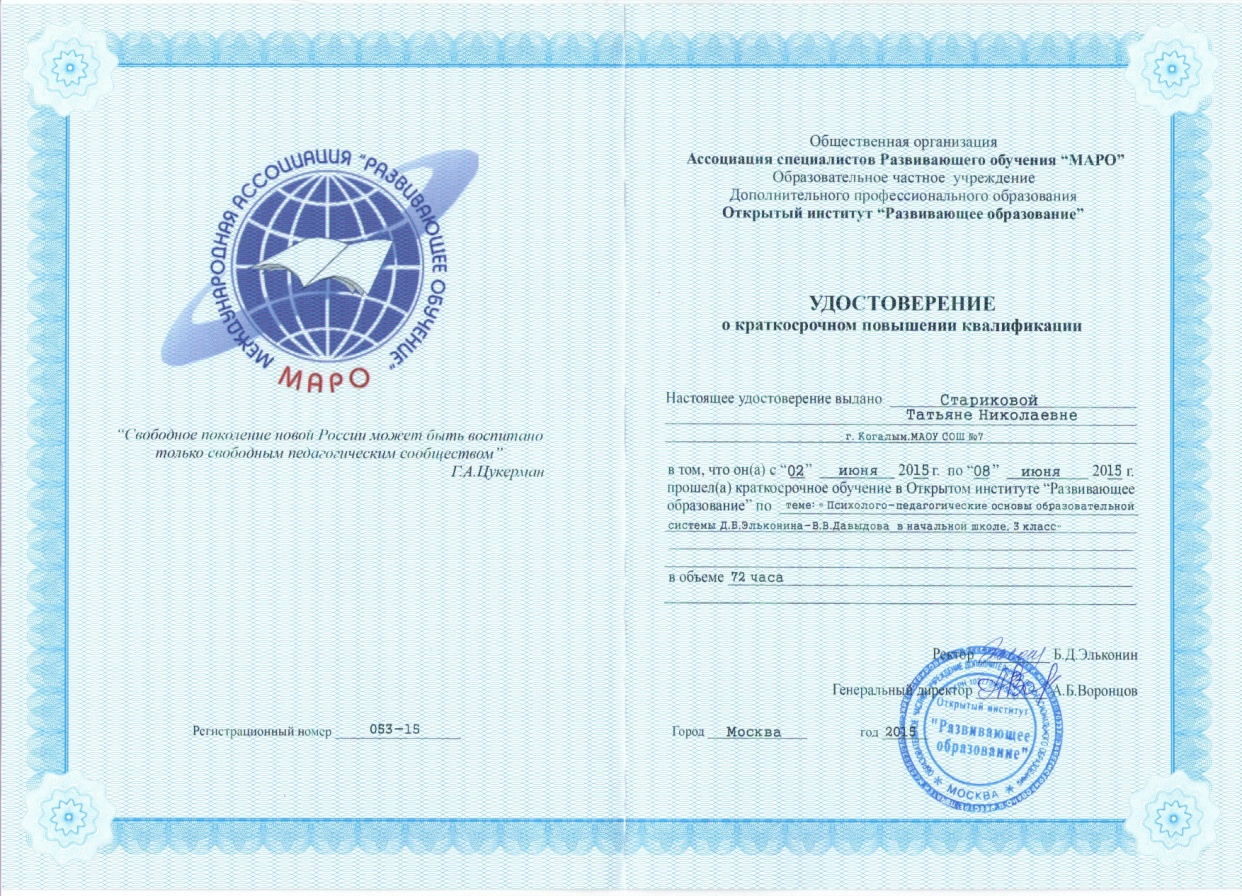 МЕЖДУНАРОДНАЯ АССОЦИАЦИЯ "РАЗВИВАЮЩЕЕ ОБУЧЕНИЕ"
МАРО
“Свободное поколение новой России может быть воспитано
только свободным педагогическим сообществом”
Г.А.Цукерман
Регистрационный номер 053-15
Общественная организация
Ассоциация специалистов Развивающего обучения “МАРО”
Образовательное частное учреждение
Дополнительного профессионального образования
Открытый институт “Развивающее образование”
УДОСТОВЕРЕНИЕ
о краткосрочном повышении квалификации
Настоящее удостоверение выдано Стариковой
Татьяне Николаевне
г. Когалым.МАОУ СОШ №7
в том, что он(а) с “02” июня 2015 г. по “08” июня 2015 г.
прошел(а) краткосрочное обучение в Открытом институте “Развивающее
образование” по теме: « Психолого-педагогические основы образовательной
системы Д.Б.Эльконина-В.В.Давыдова в начальной школе, 3 класс»
в объеме 72 часа
Ректор Б.Д.Эльконин
Генеральный директор А.Б.Воронцов
Город Москва год 2015
Открытый институт
"Развивающее
образование"
* МОСКВА *